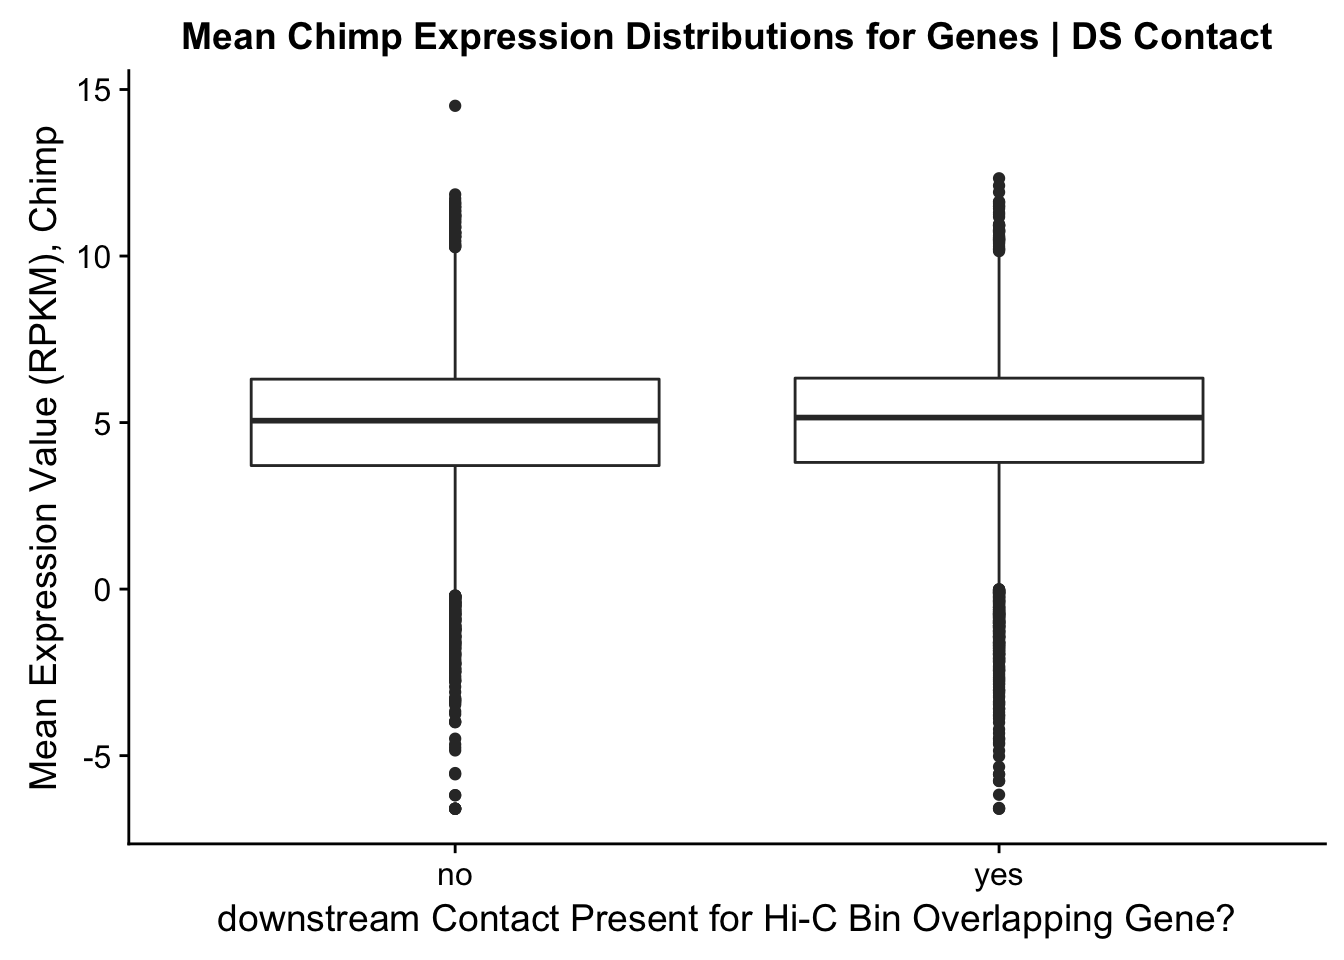 Mean Chimp Expression Distributions for Genes | DS Contact
Mean Expression Value (RPKM), Chimp
15
10
5
0
-5
no
yes
downstream Contact Present for Hi-C Bin Overlapping Gene?